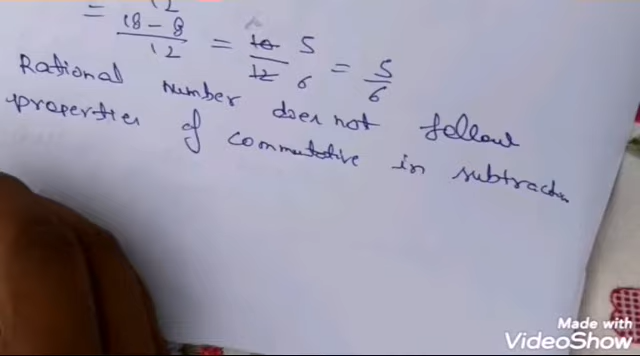 12
= 18 - 8 / 12 = 10 5 / 12 6 = 5 / 6
Rational number does not follow
properties of commutative in subtraction
Made with
VideoShow